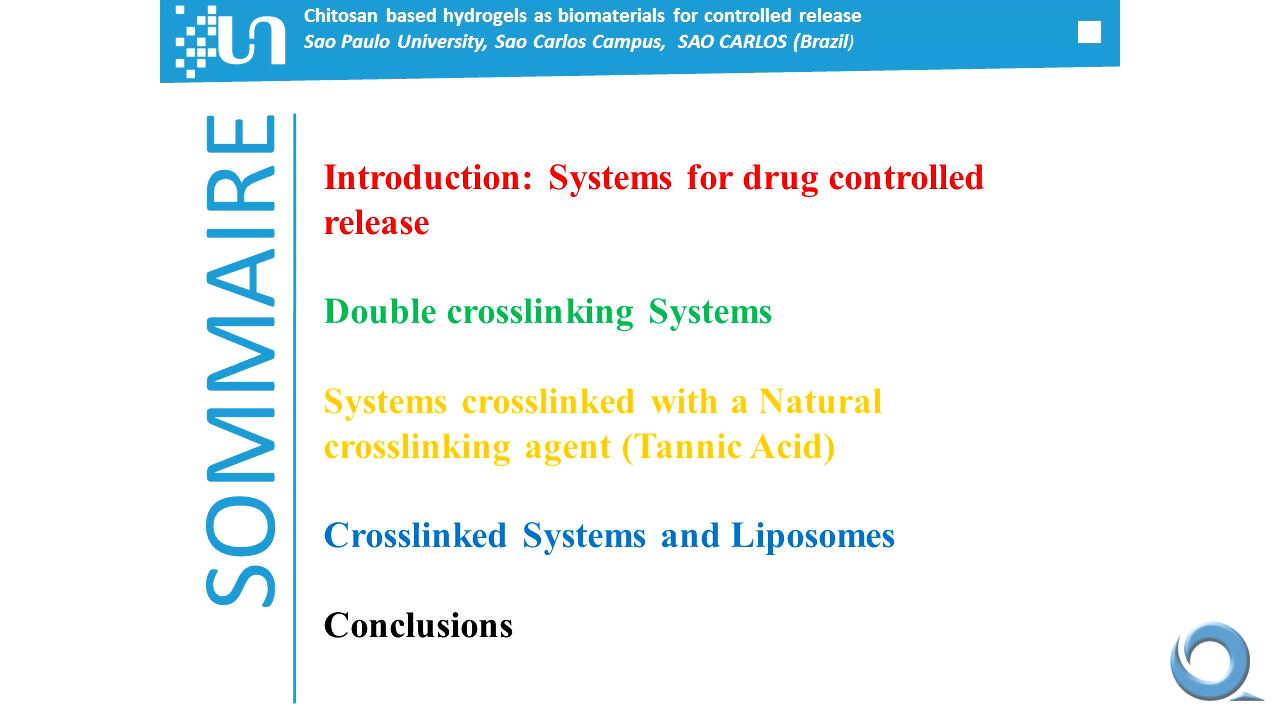 Chitosan based hydrogels as biomaterials for controlled release
Sao Paulo University, Sao Carlos Campus, SAO CARLOS (Brazil)
SOMMAIRE
Introduction: Systems for drug controlled
release
Double crosslinking Systems
Systems crosslinked with a Natural
crosslinking agent (Tannic Acid)
Crosslinked Systems and Liposomes
Conclusions